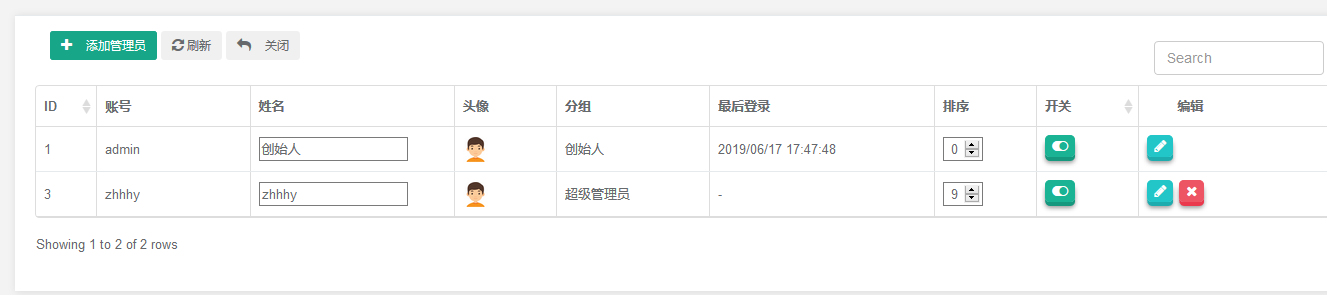 添加管理员 刷新 关闭
Search
ID 账号 姓名 头像 分组 最后登录 排序 开关 编辑
1 admin 创始人 创始人 2019/06/17 17:47:48 0
3 zhhhy zhhhy 超级管理员 - 9
Showing 1 to 2 of 2 rows